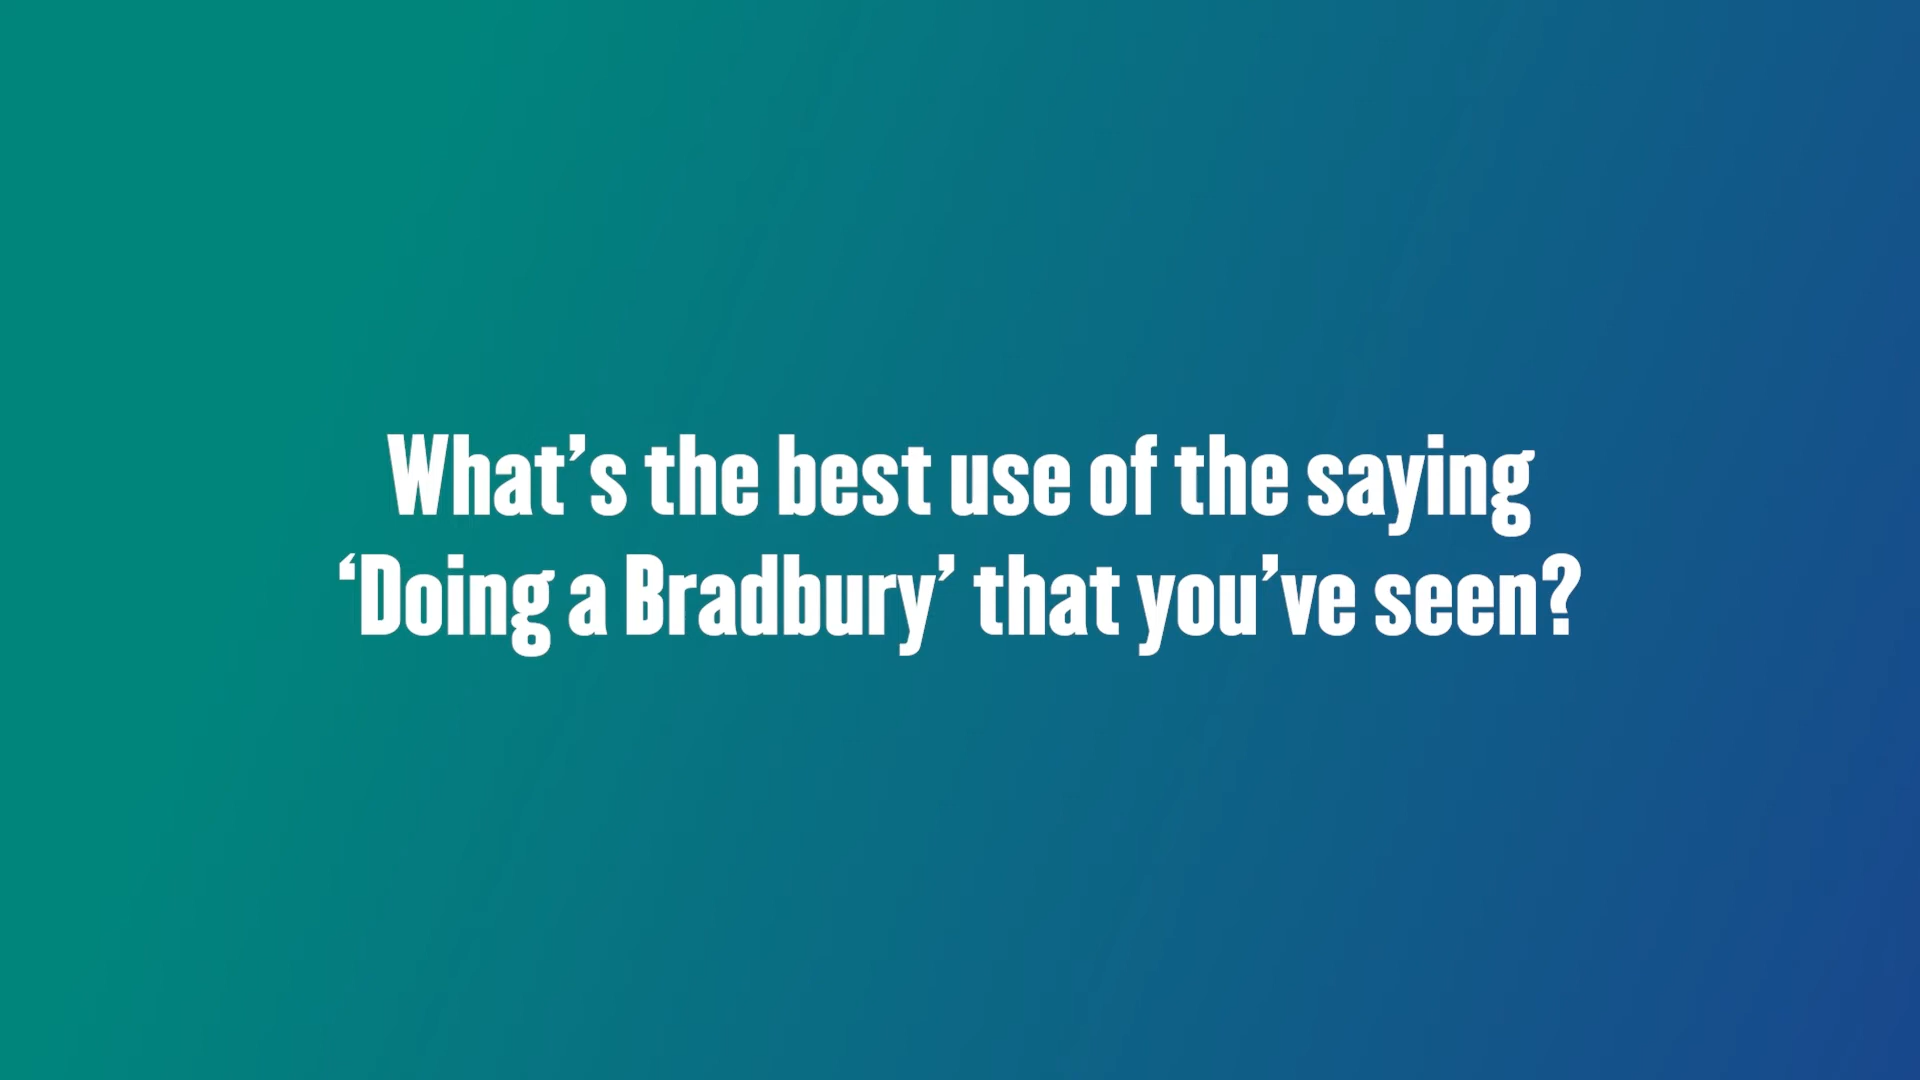 What’s the best use of the saying
‘Doing a Bradbury’ that you’ve seen?